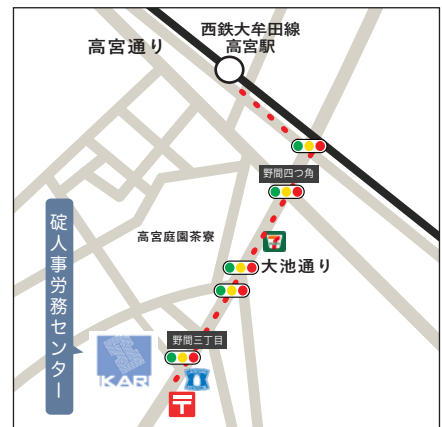 西鉄大牟田線
高宮駅
高宮通り
野間四つ角
高宮庭園茶寮
大池通り
碇人事労務センター
野間三丁目
IKARI